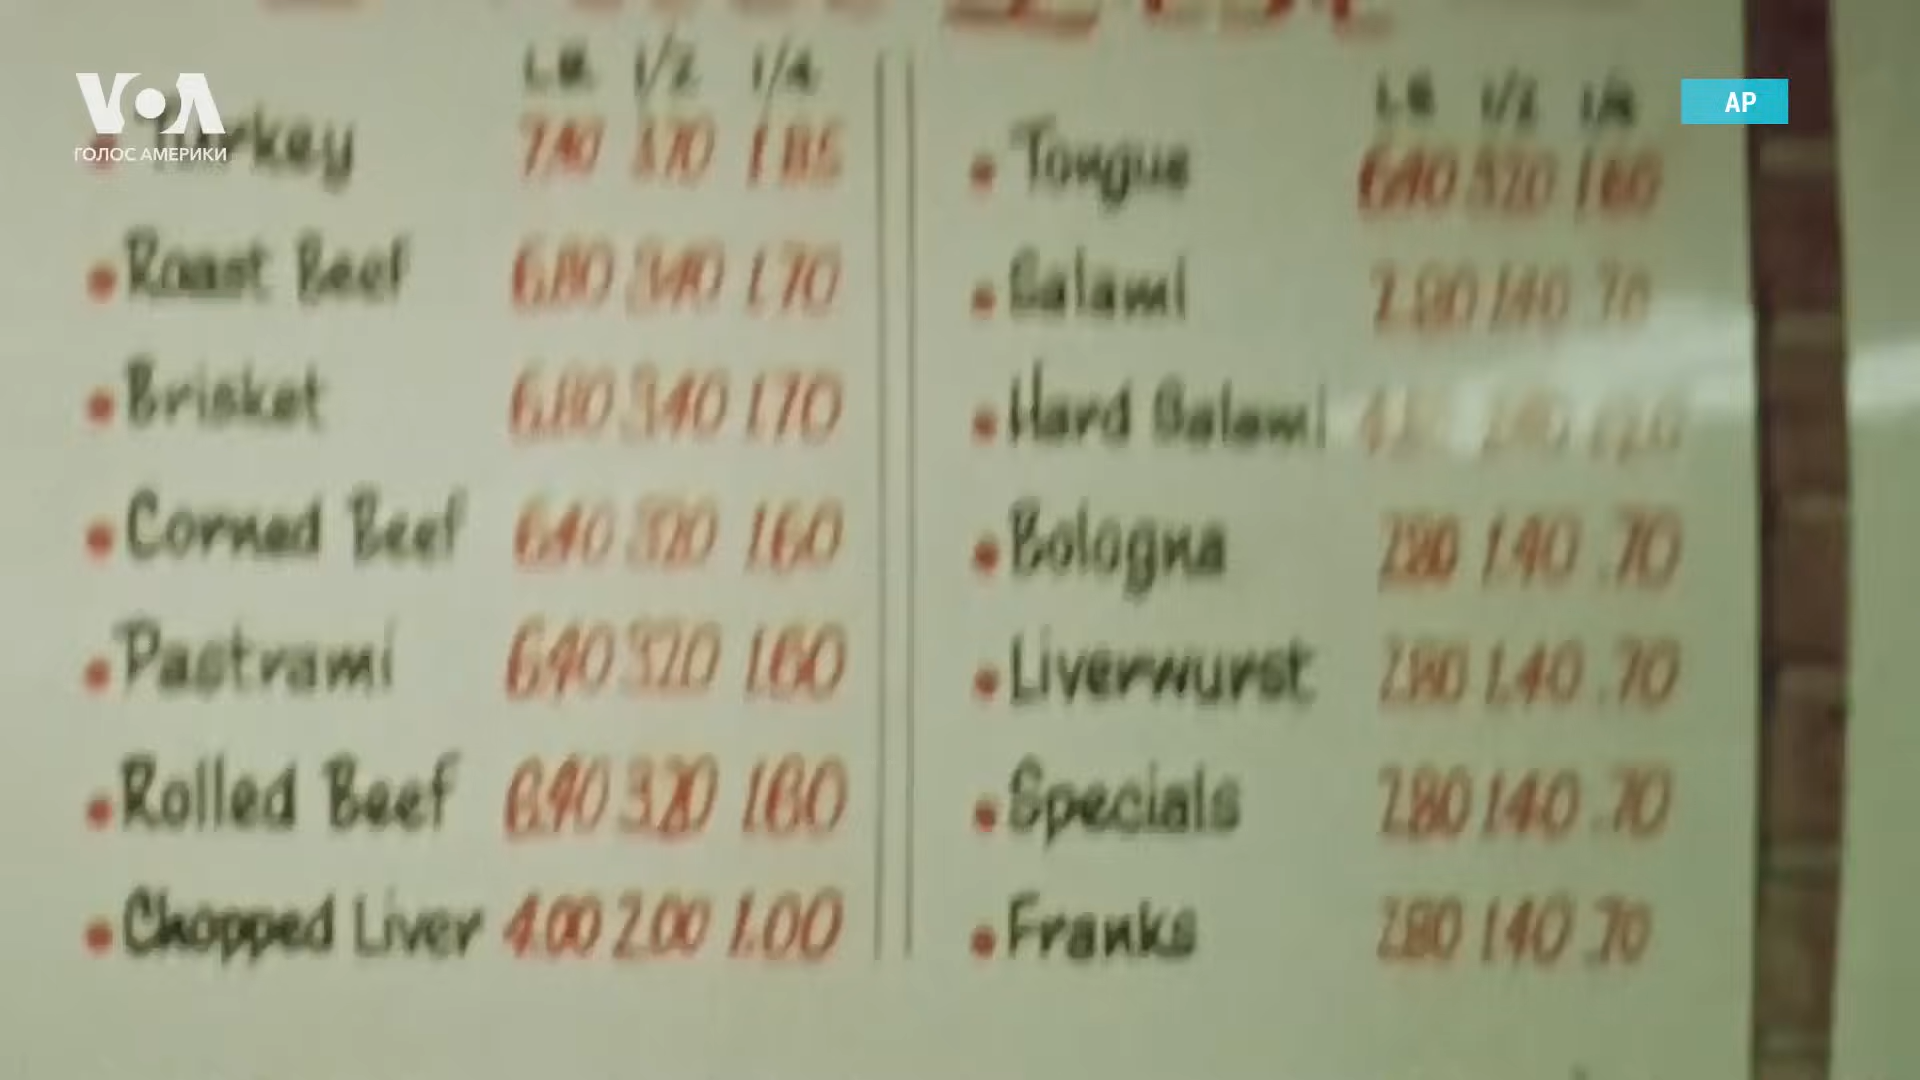 VOA
ГОЛОС АМЕРИКИ
AP
LB 1/2 1/4
Turkey 7.40 3.70 1.85
Roast Beef 6.80 3.40 1.70
Brisket 6.80 3.40 1.70
Corned Beef 6.40 3.20 1.60
Pastrami 6.40 3.20 1.60
Rolled Beef 6.40 3.20 1.60
Chopped Liver 4.00 2.00 1.00
LB 1/2 1/4
Tongue 6.40 3.20 1.60
Salami 2.80 1.40 .70
Hard Salami
Bologna 2.80 1.40 .70
Liverwurst 2.80 1.40 .70
Specials 2.80 1.40 .70
Franks 2.80 1.40 .70